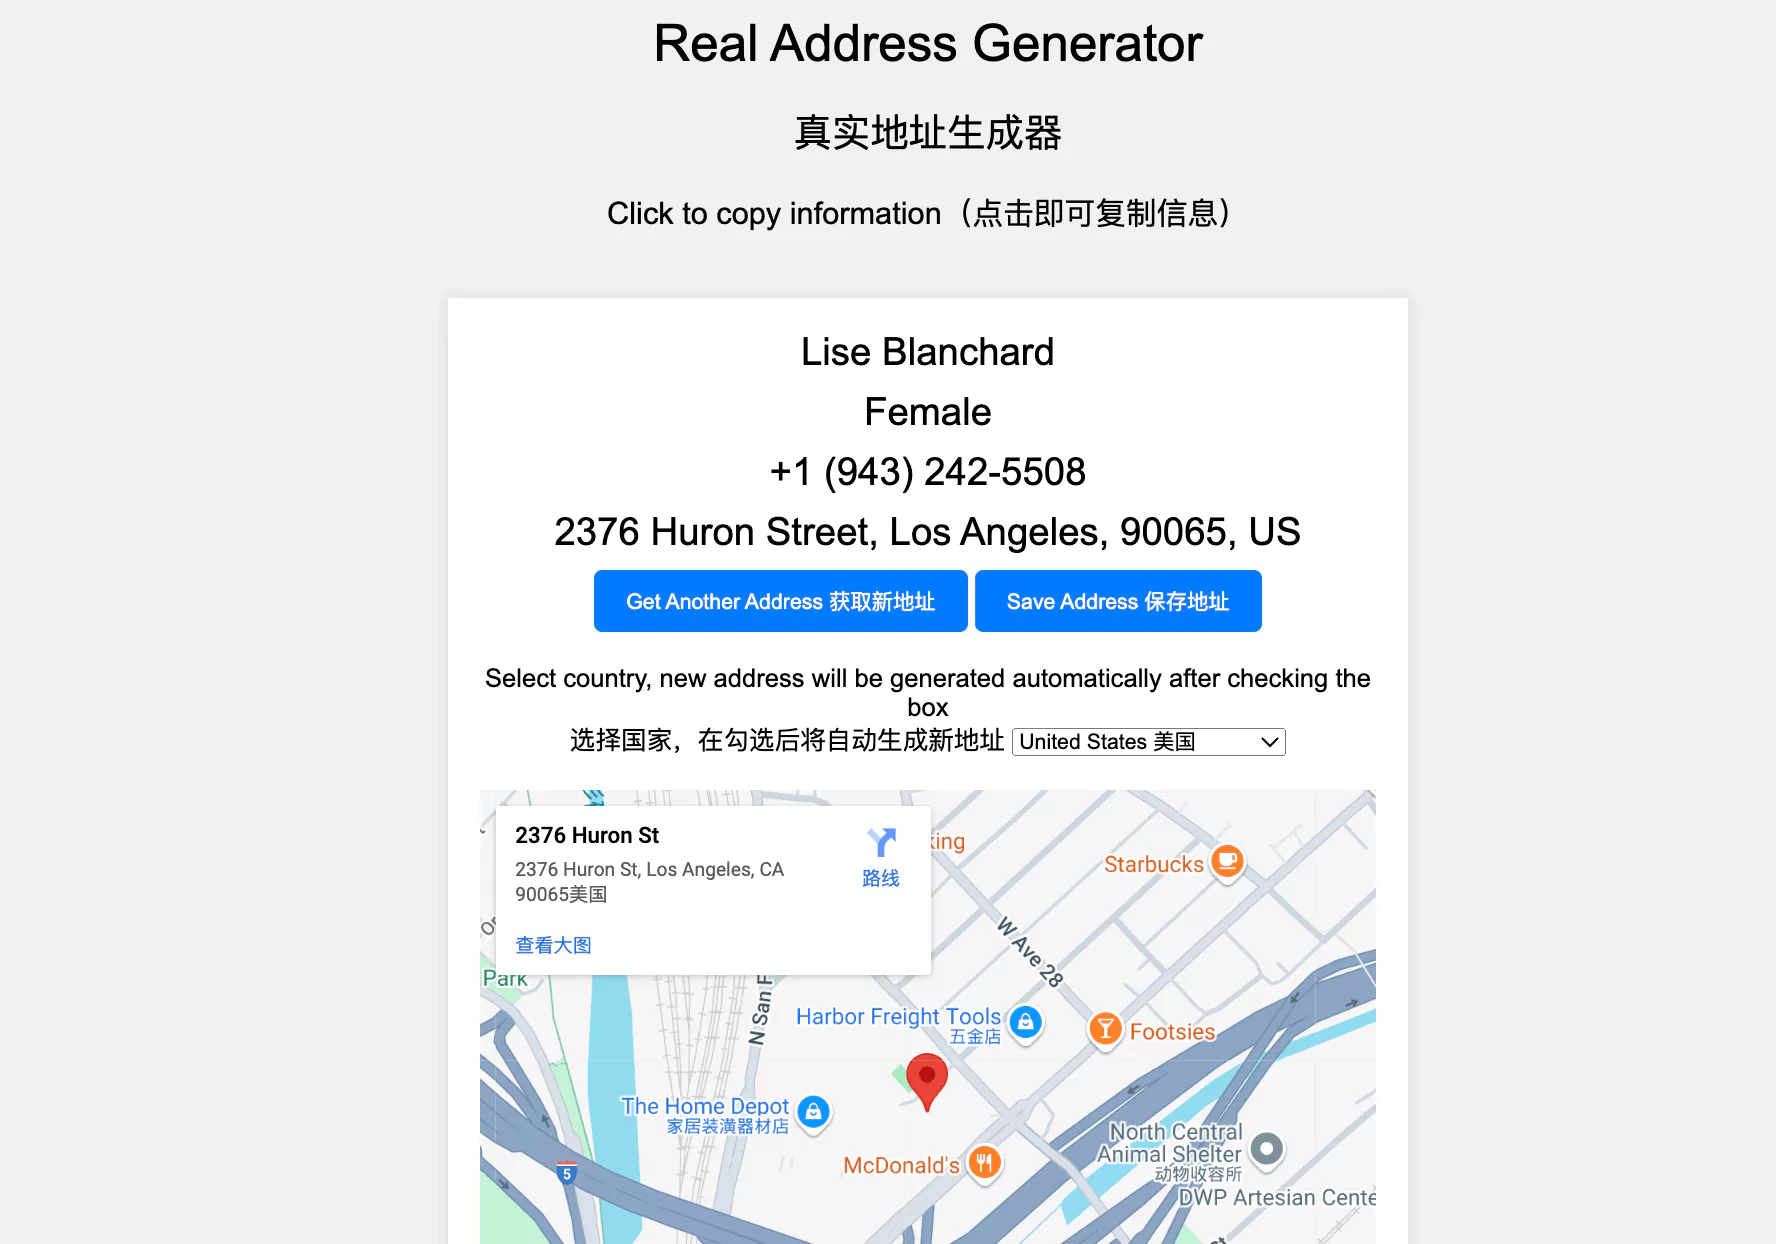 Real Address Generator
真实地址生成器
Click to copy information（点击即可复制信息）
Lise Blanchard
Female
+1 (943) 242-5508
2376 Huron Street, Los Angeles, 90065, US
Get Another Address 获取新地址
Save Address 保存地址
Select country, new address will be generated automatically after checking the
box
选择国家，在勾选后将自动生成新地址
United States 美国
2376 Huron St
2376 Huron St, Los Angeles, CA
90065美国
路线
查看大图
Starbucks
W Ave 28
Park
N San F
Harbor Freight Tools
五金店
Footsies
The Home Depot
家居装潢器材店
McDonald's
North Central
Animal Shelter
动物收容所
DWP Artesian Cente
5